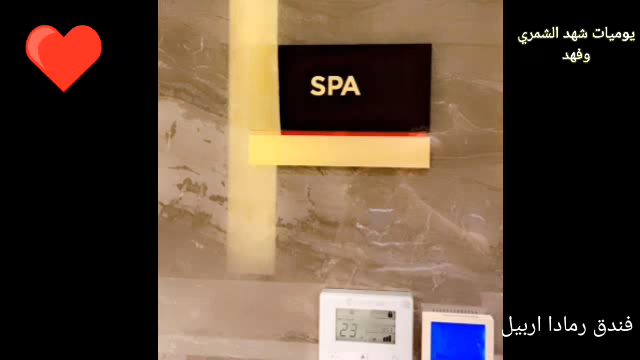 يوميات شهد الشمري
وفهد
SPA
23
فندق رمادا اربيل